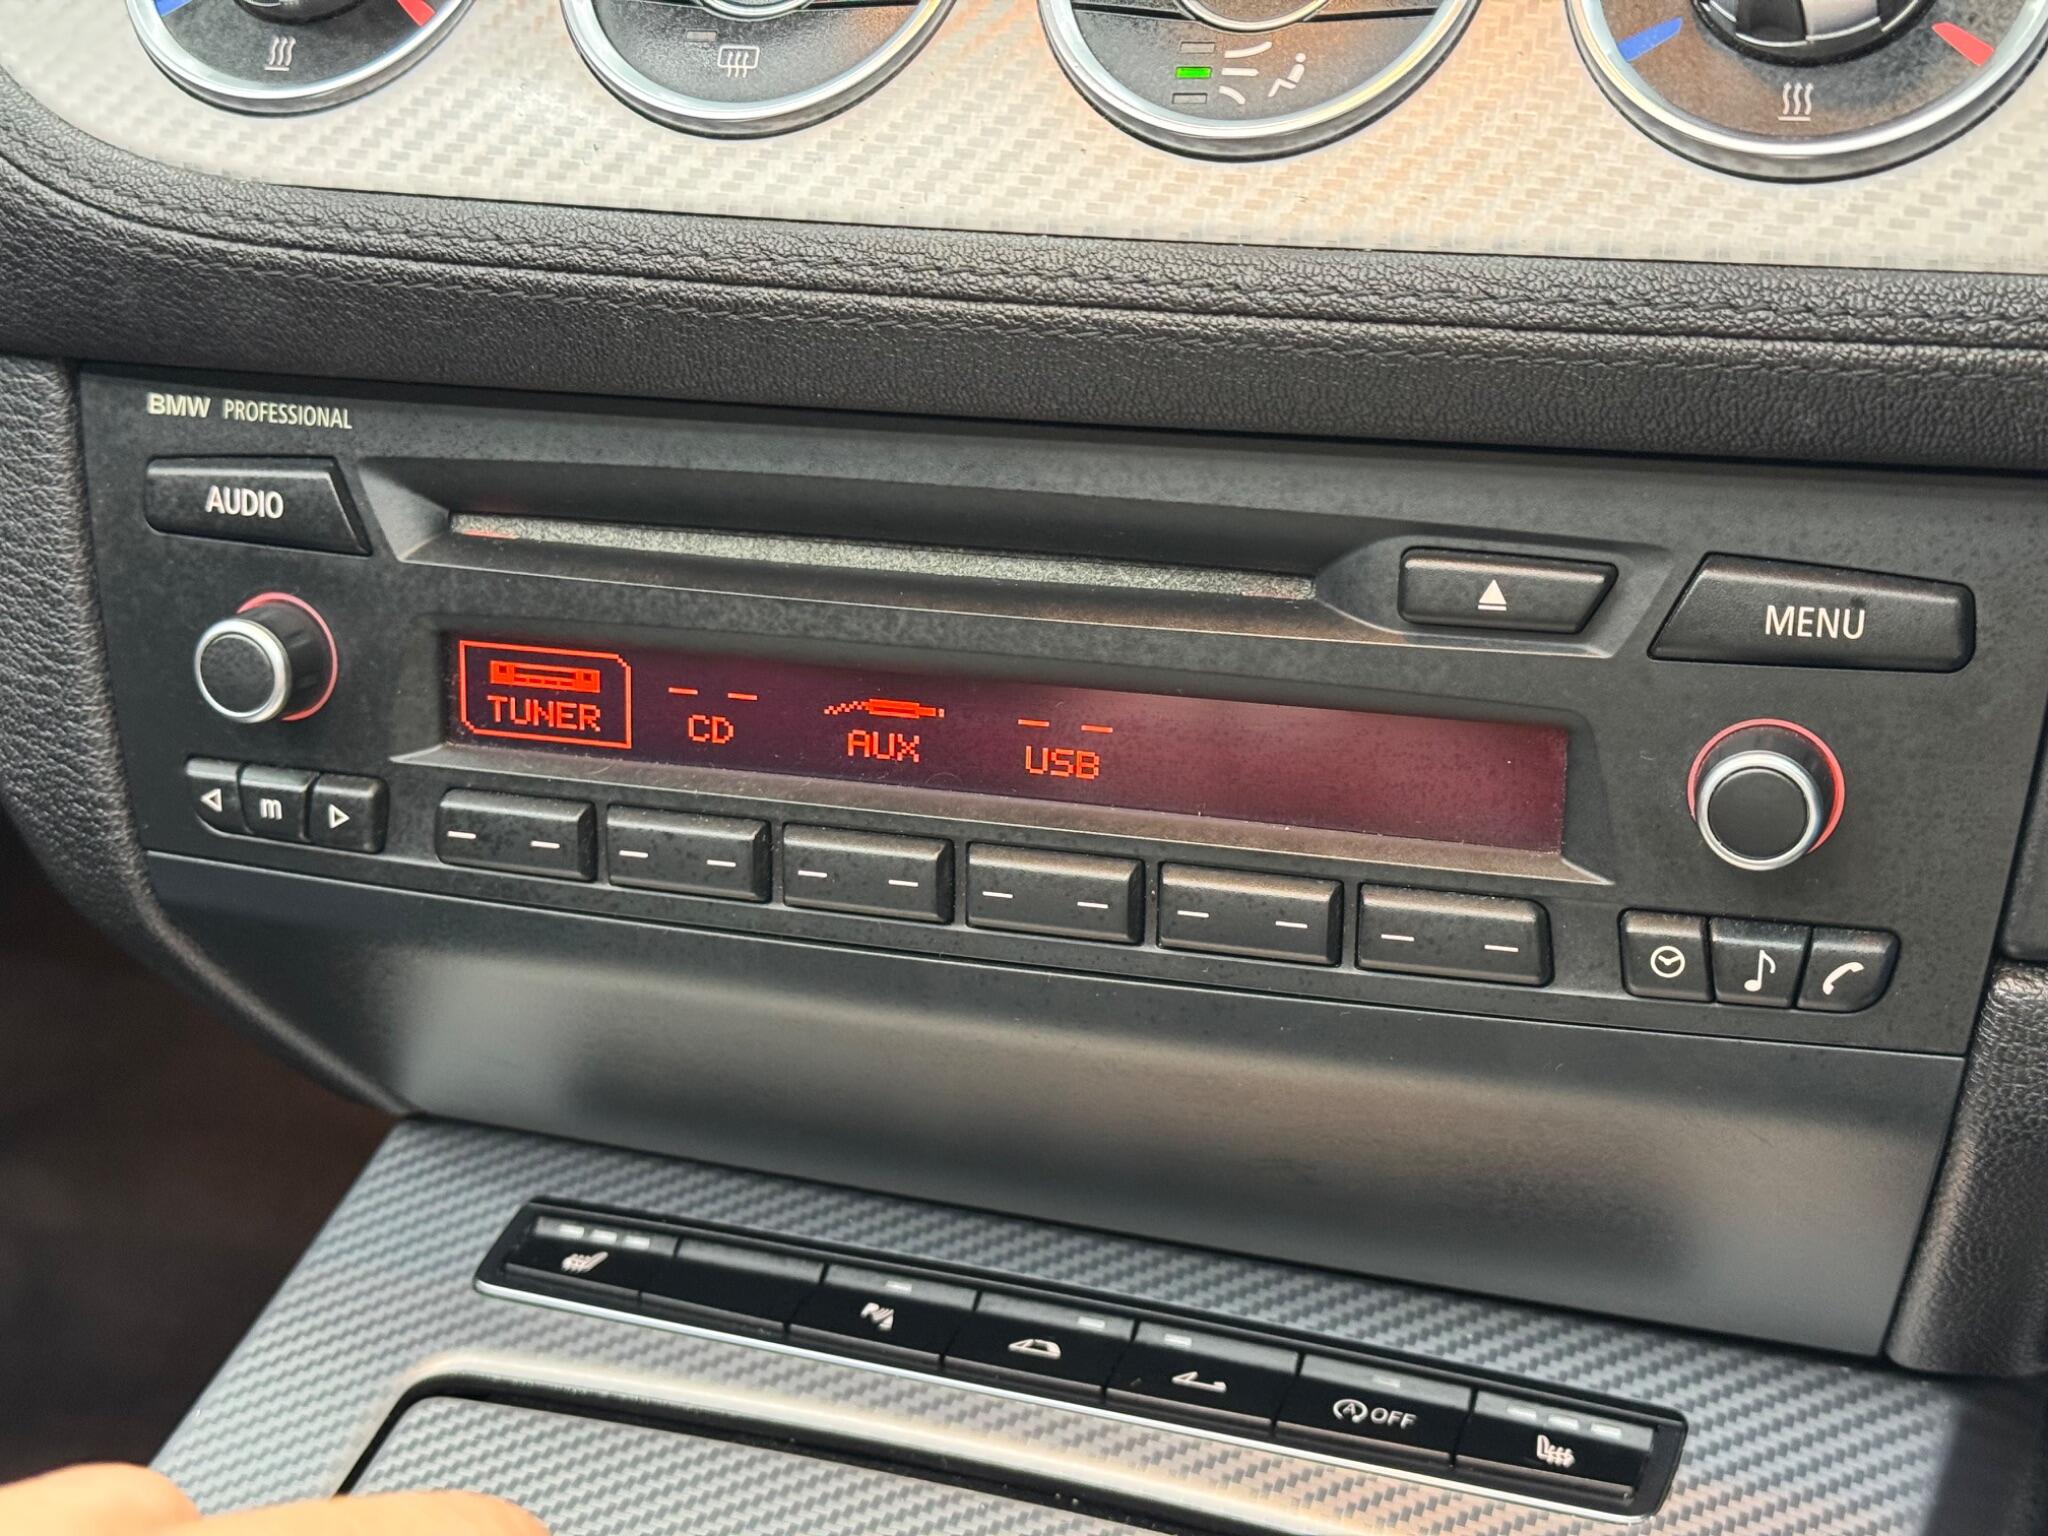 BMW PROFESSIONAL
AUDIO
MENU
TUNER
CD
AUX
USB
m
P
A OFF